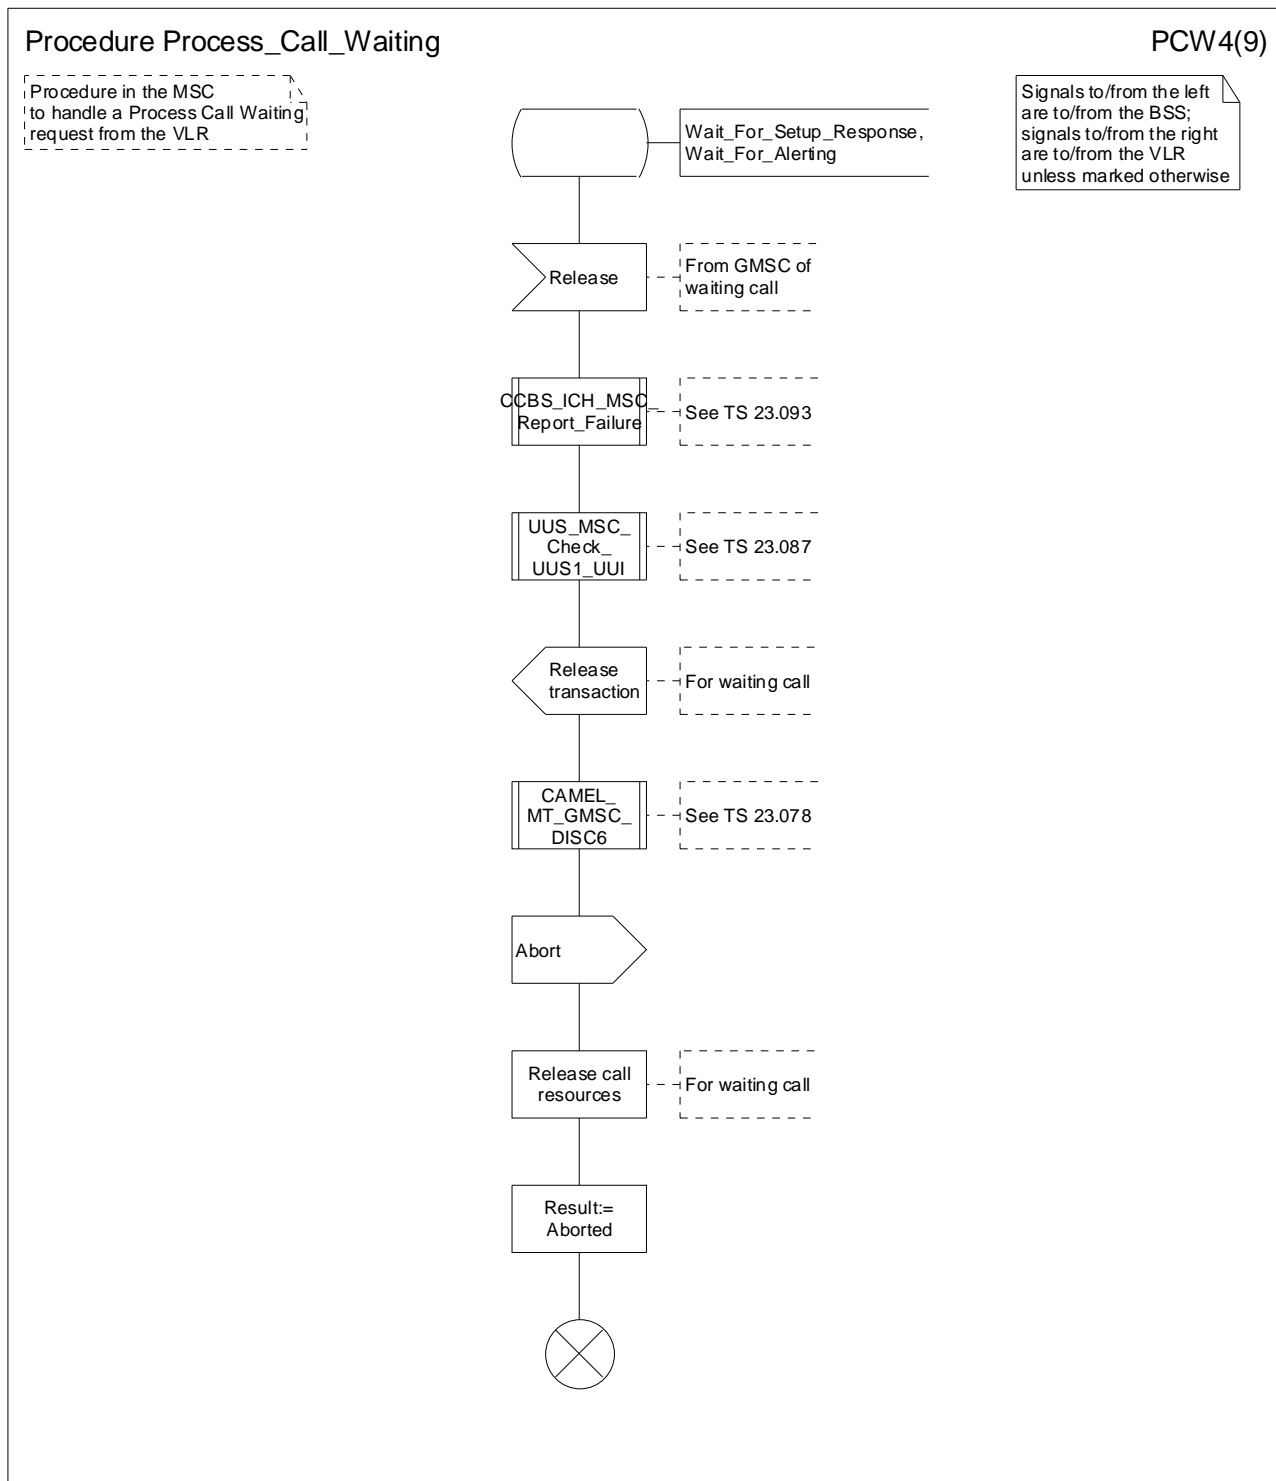 Procedure Process_Call_Waiting
PCW4(9)
Procedure in the MSC
to handle a Process Call Waiting
request from the VLR
Signals to/from the left
are to/from the BSS;
signals to/from the right
are to/from the VLR
unless marked otherwise
Wait_For_Setup_Response,
Wait_For_Alerting
Release
From GMSC of
waiting call
CCBS_ICH_MSC_
Report_Failure
See TS 23.093
UUS_MSC_
Check_
UUS1_UUI
See TS 23.087
Release
transaction
For waiting call
CAMEL_
MT_GMSC_
DISC6
See TS 23.078
Abort
Release call
resources
For waiting call
Result:=
Aborted